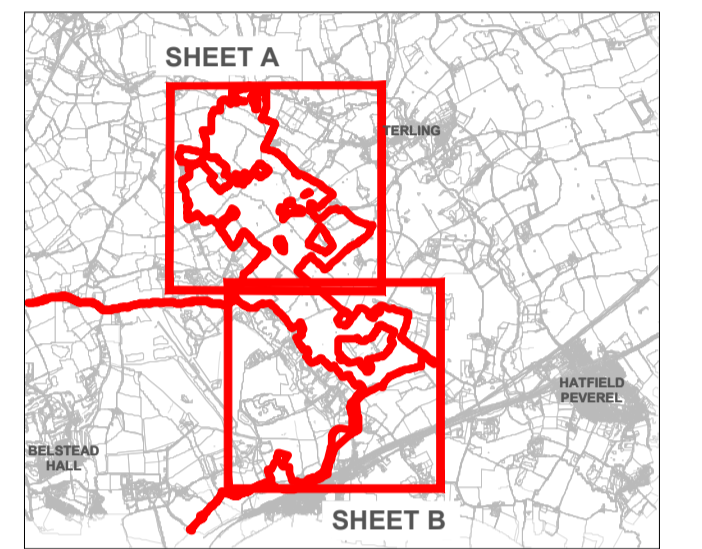 SHEET A
TERLING
HATFIELD
PEVEREL
BELSTEAD
HALL
SHEET B